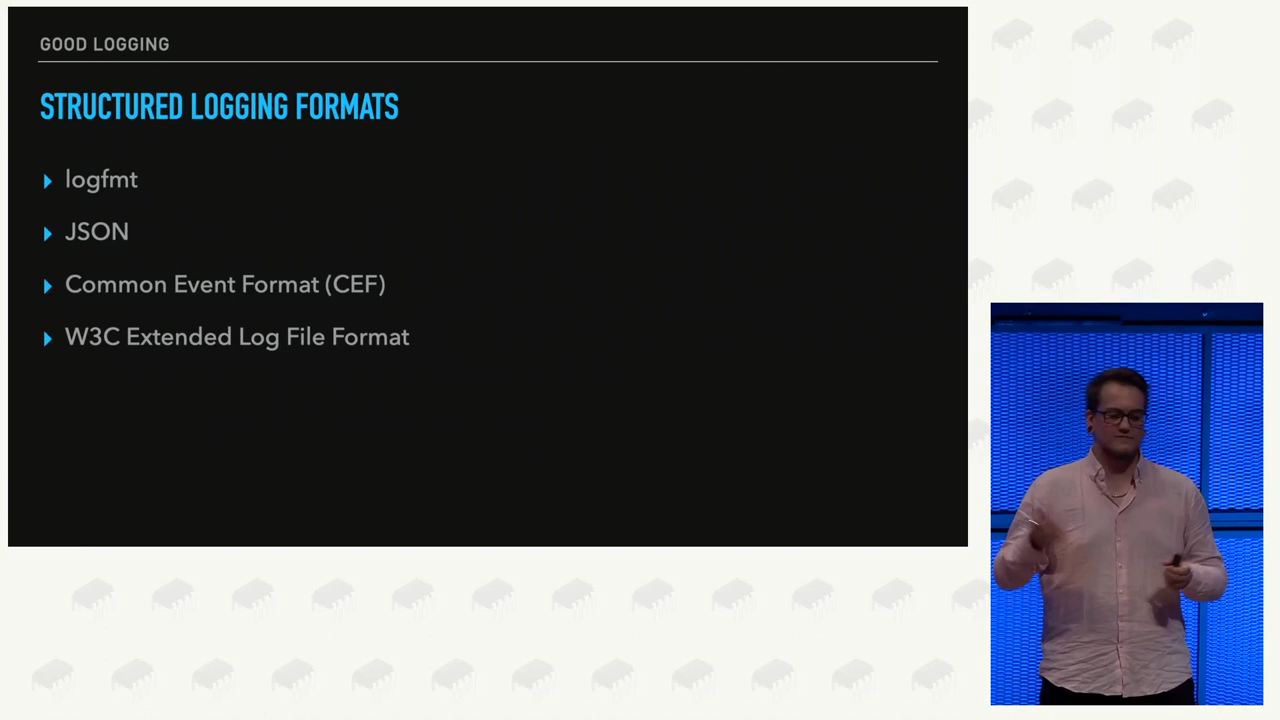 GOOD LOGGING
STRUCTURED LOGGING FORMATS
logfmt
JSON
Common Event Format (CEF)
W3C Extended Log File Format